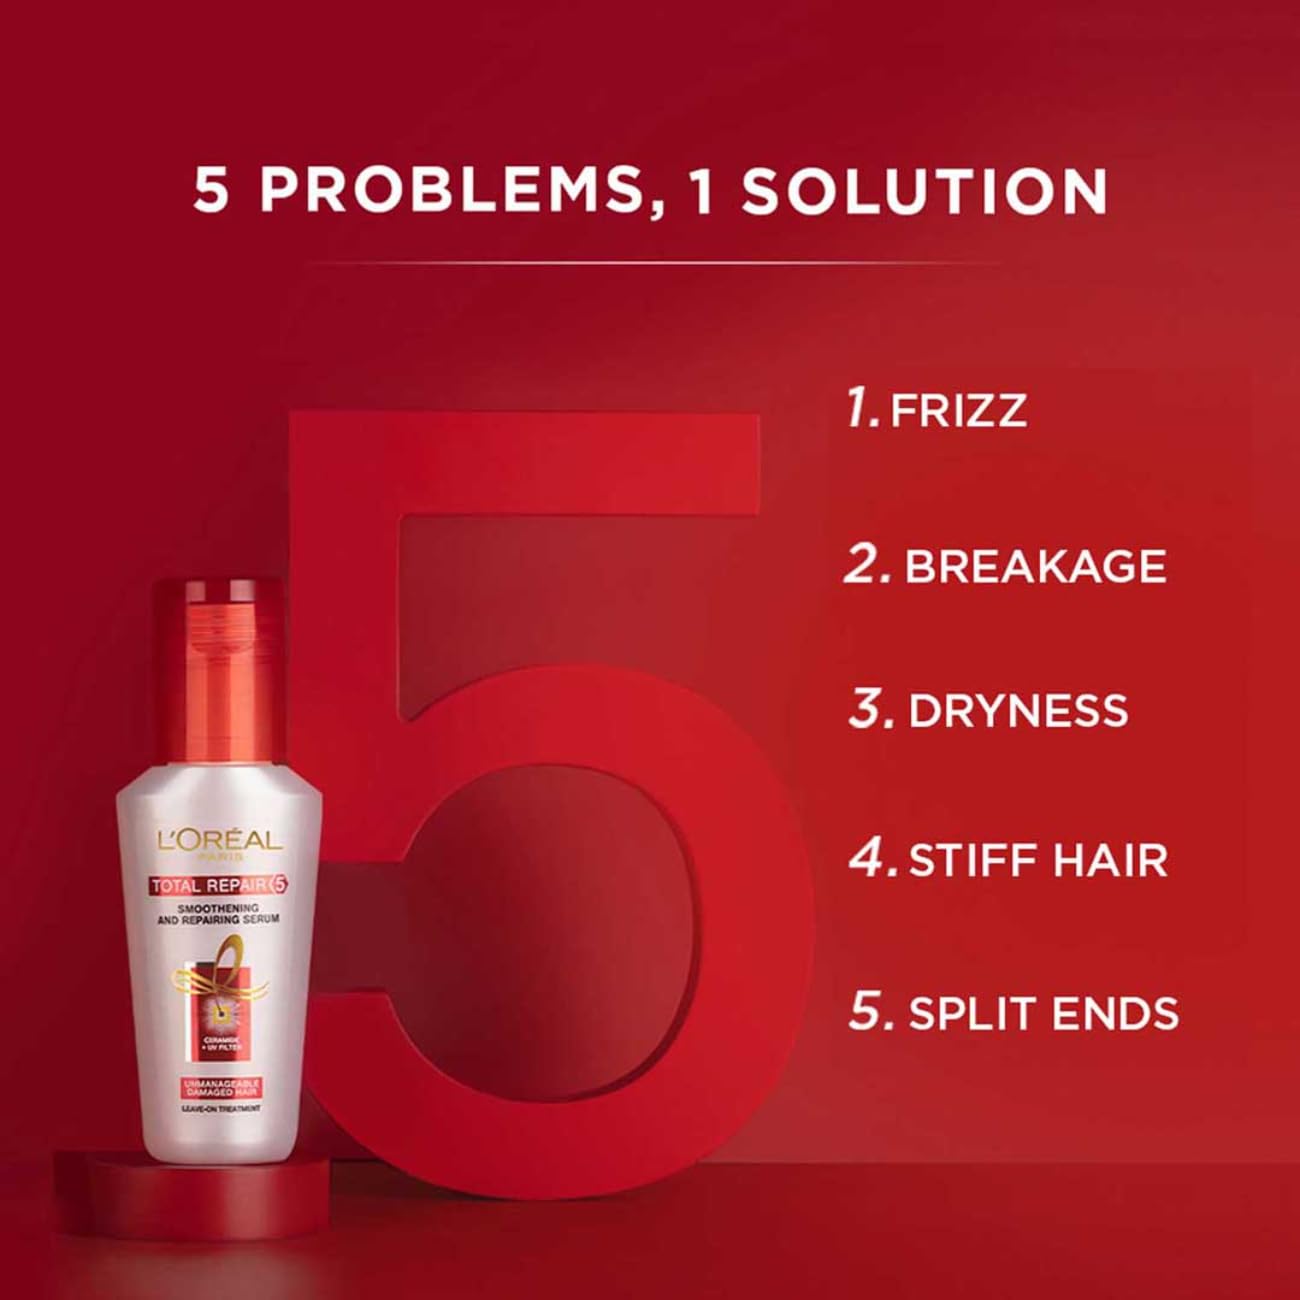 5 PROBLEMS, 1 SOLUTION
1. FRIZZ
2. BREAKAGE
3. DRYNESS
4. STIFF HAIR
5. SPLIT ENDS
L'ORÉAL
PARIS
TOTAL REPAIR 5
SMOOTHENING
AND REPAIRING SERUM
CERAMIDE
+ UV FILTER
UNMANAGEABLE
DAMAGED HAIR
LEAVE-ON TREATMENT
5